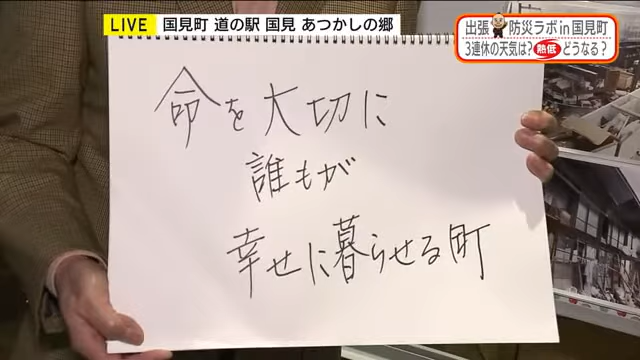 LIVE 国見町 道の駅 国見 あつかしの郷
出張 防災ラボin国見町
3連休の天気は?熱低どうなる?
命を大切に
誰もが
幸せに暮らせる町